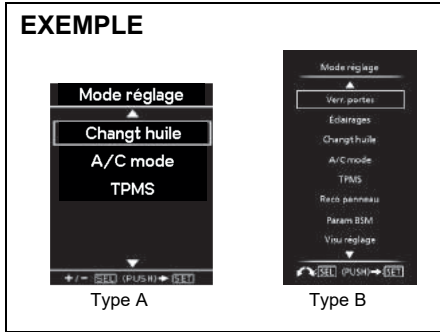 EXEMPLE
Mode réglage
Changt huile
A/C mode
TPMS
+/- SEL (PUSH)→SET
Type A
Mode réglage
Verr. portes
Éclairages
Changt huile
A/C mode
TPMS
Reco panneau
Param BSM
Visu réglage
SEL (PUSH)→SET
Type B